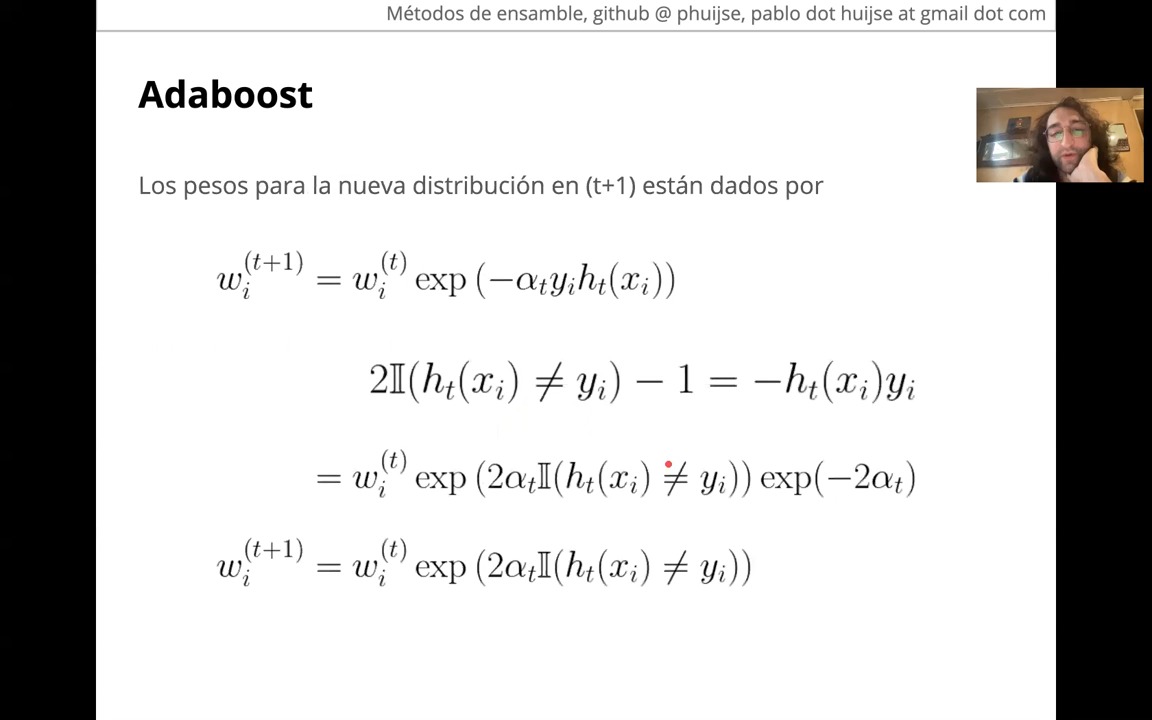 Métodos de ensamble, github @ phuijse, pablo dot huijse at gmail dot com
Adaboost
Los pesos para la nueva distribución en (t+1) están dados por
w_i^{(t+1)} = w_i^{(t)} exp (−α_t y_i h_t(x_i))
2𝕀(h_t(x_i) ≠ y_i) − 1 = −h_t(x_i)y_i
= w_i^{(t)} exp (2α_t 𝕀(h_t(x_i) ≠ y_i)) exp(−2α_t)
w_i^{(t+1)} = w_i^{(t)} exp (2α_t 𝕀(h_t(x_i) ≠ y_i))